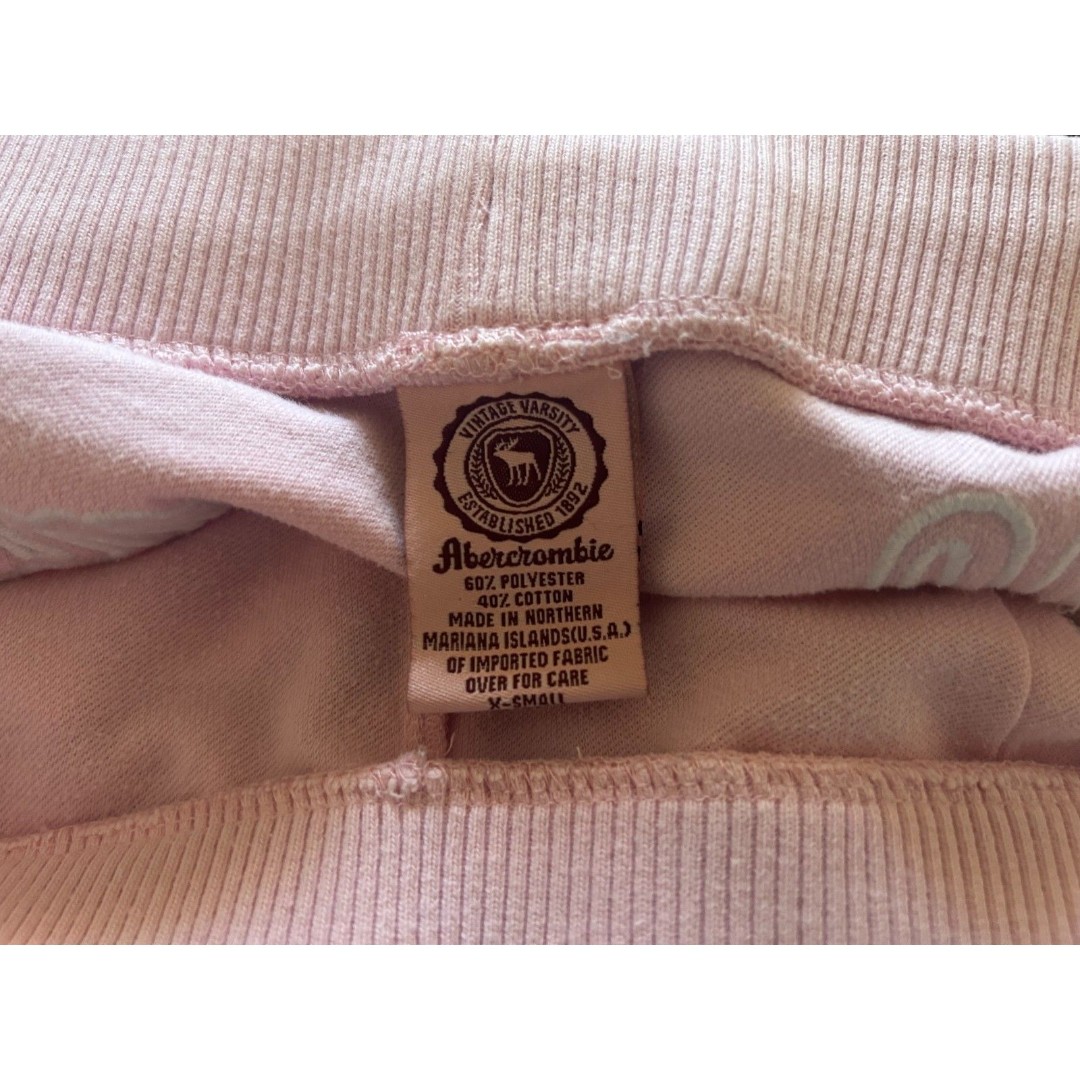 VINTAGE VARSITY
ESTABLISHED 1892
Abercrombie
60% POLYESTER
40% COTTON
MADE IN NORTHERN
MARIANA ISLANDS(U.S.A.)
OF IMPORTED FABRIC
OVER FOR CARE
X-SMALL